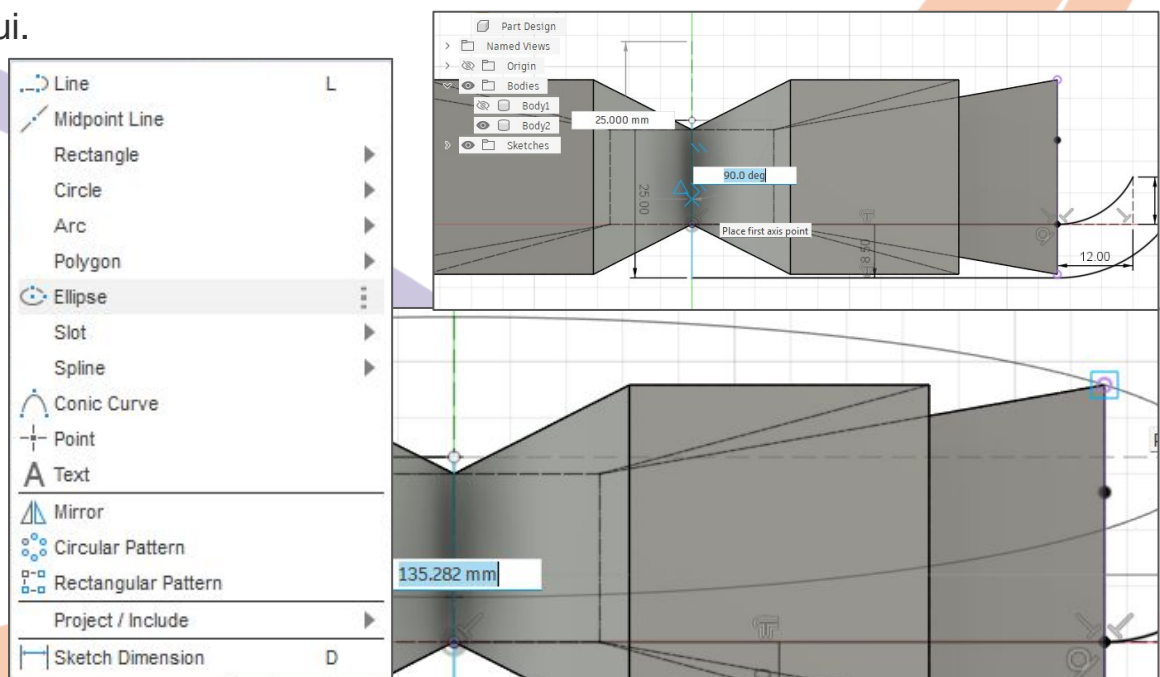 ui.
Line L
Midpoint Line
Rectangle
Circle
Arc
Polygon
Ellipse
Slot
Spline
Conic Curve
Point
Text
Mirror
Circular Pattern
Rectangular Pattern
Project / Include
Sketch Dimension D
Part Design
Named Views
Origin
Bodies
Body1
Body2
Sketches
25.000 mm
90.0 deg
25.00
Place first axis point
12.00
135.282 mm